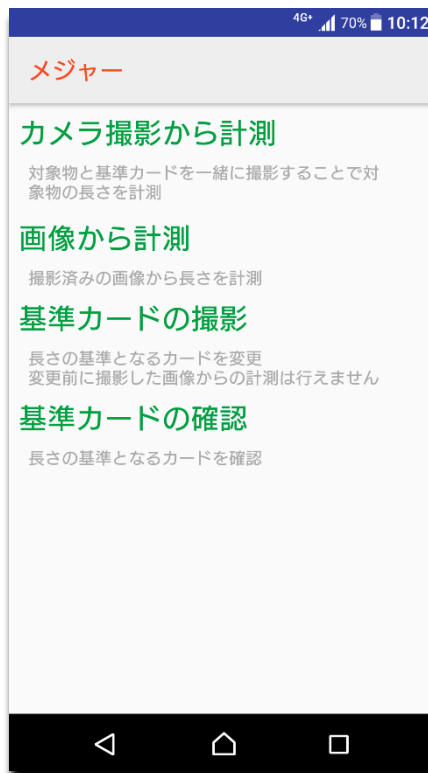 4G+ 70% 10:12
メジャー
カメラ撮影から計測
対象物と基準カードを一緒に撮影することで対
象物の長さを計測
画像から計測
撮影済みの画像から長さを計測
基準カードの撮影
長さの基準となるカードを変更
変更前に撮影した画像からの計測は行えません
基準カードの確認
長さの基準となるカードを確認